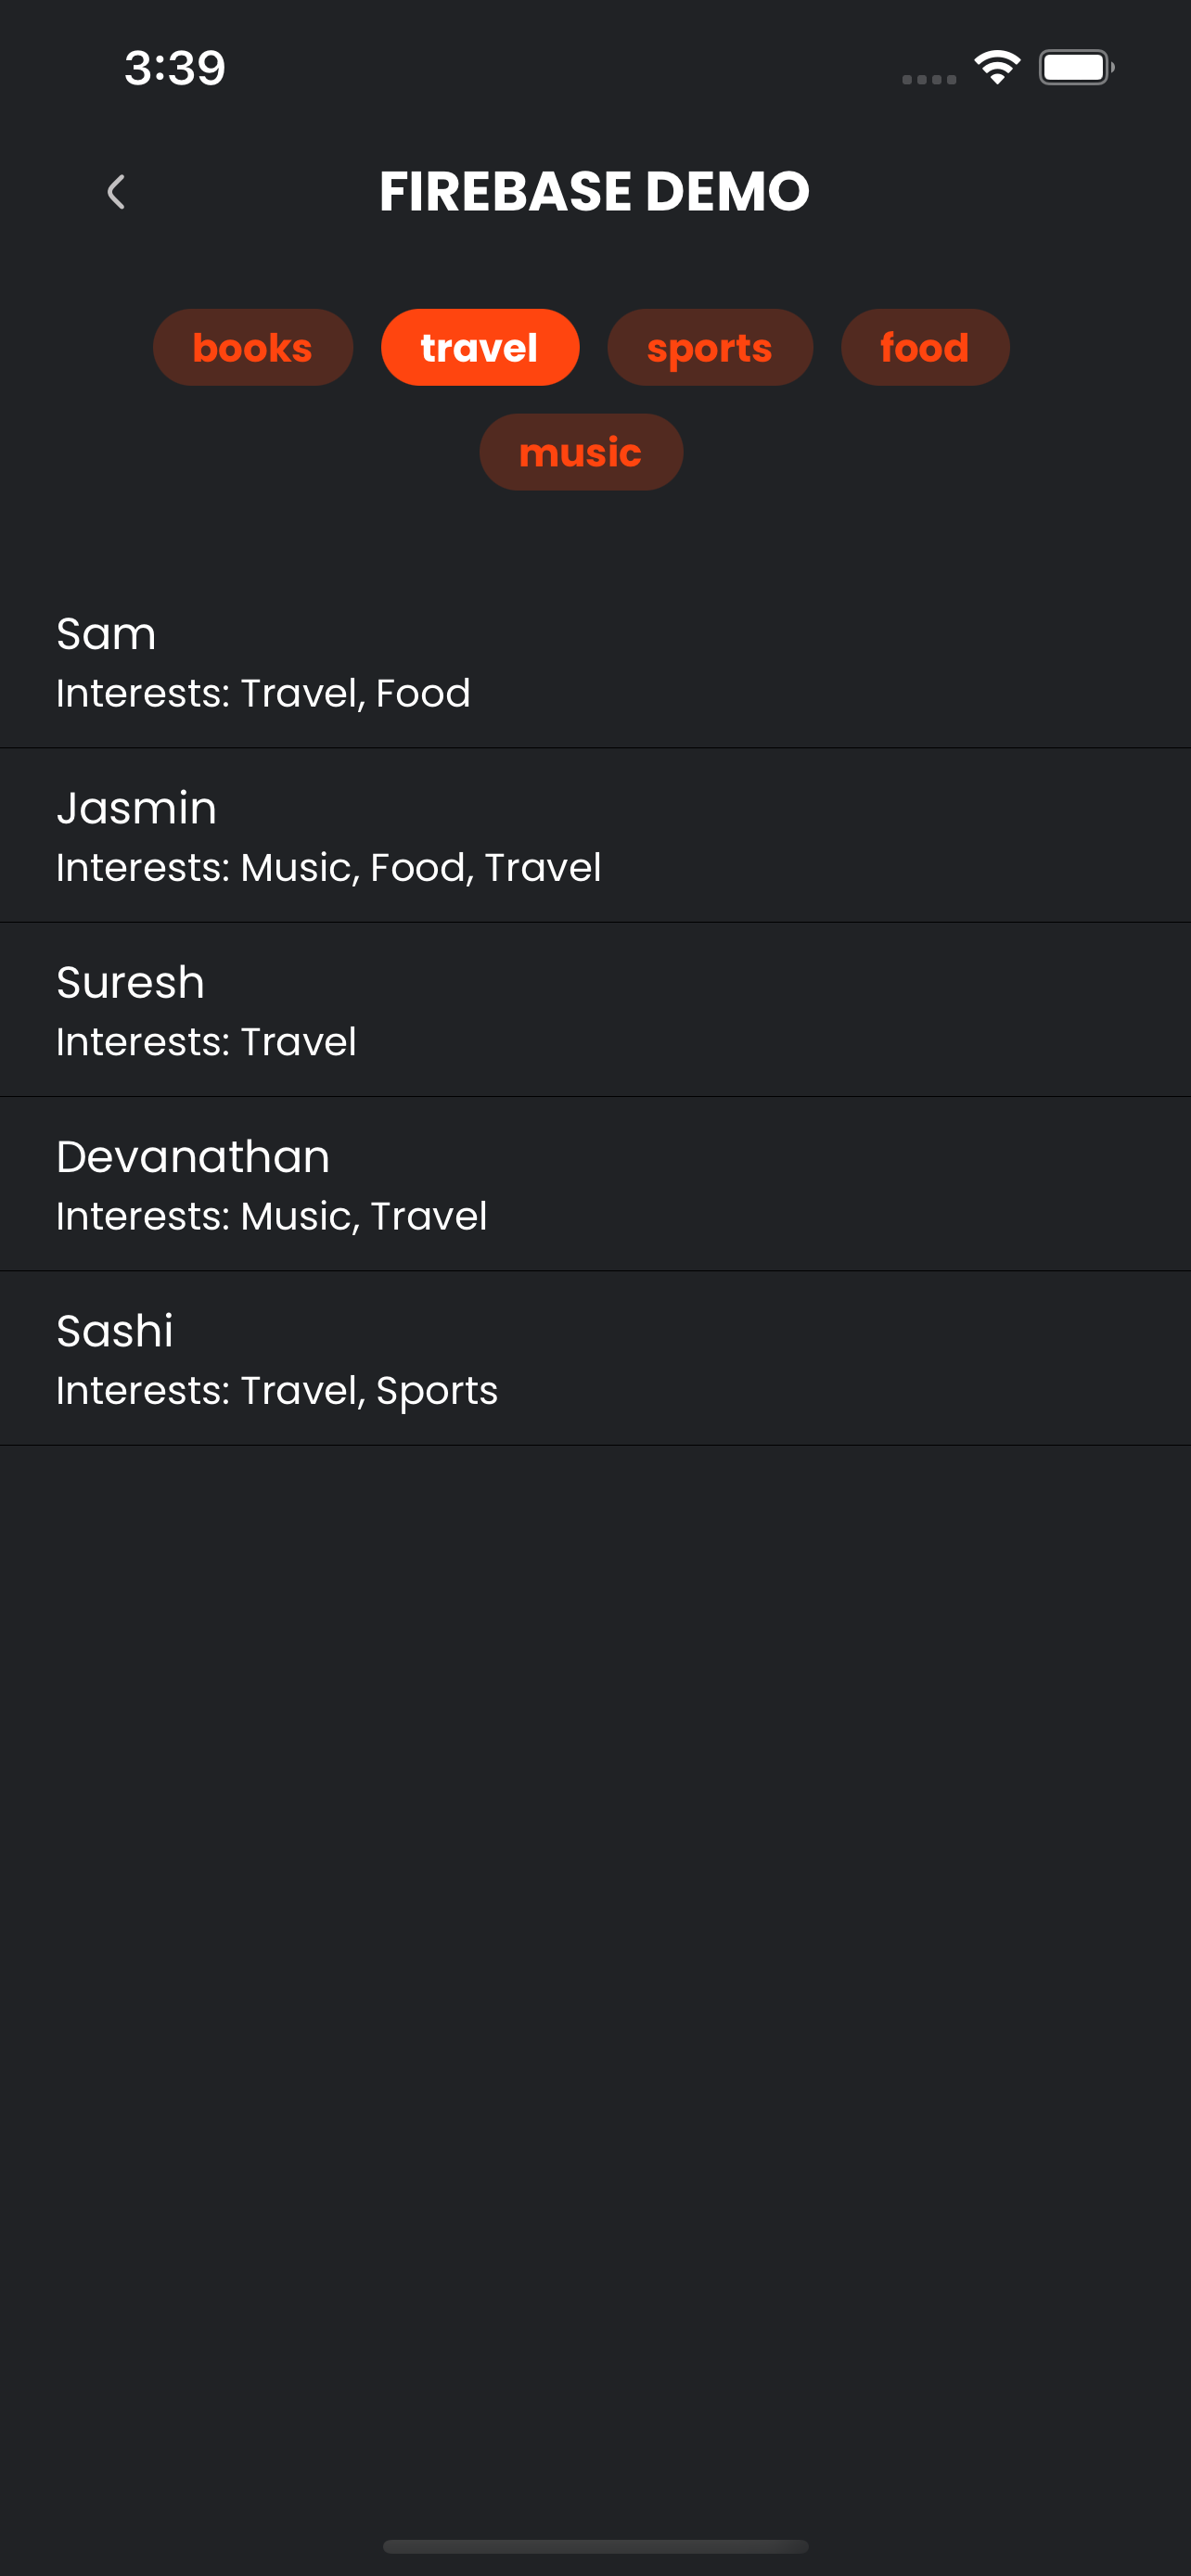 3:39
FIREBASE DEMO
books travel sports food
music
Sam
Interests: Travel, Food
Jasmin
Interests: Music, Food, Travel
Suresh
Interests: Travel
Devanathan
Interests: Music, Travel
Sashi
Interests: Travel, Sports